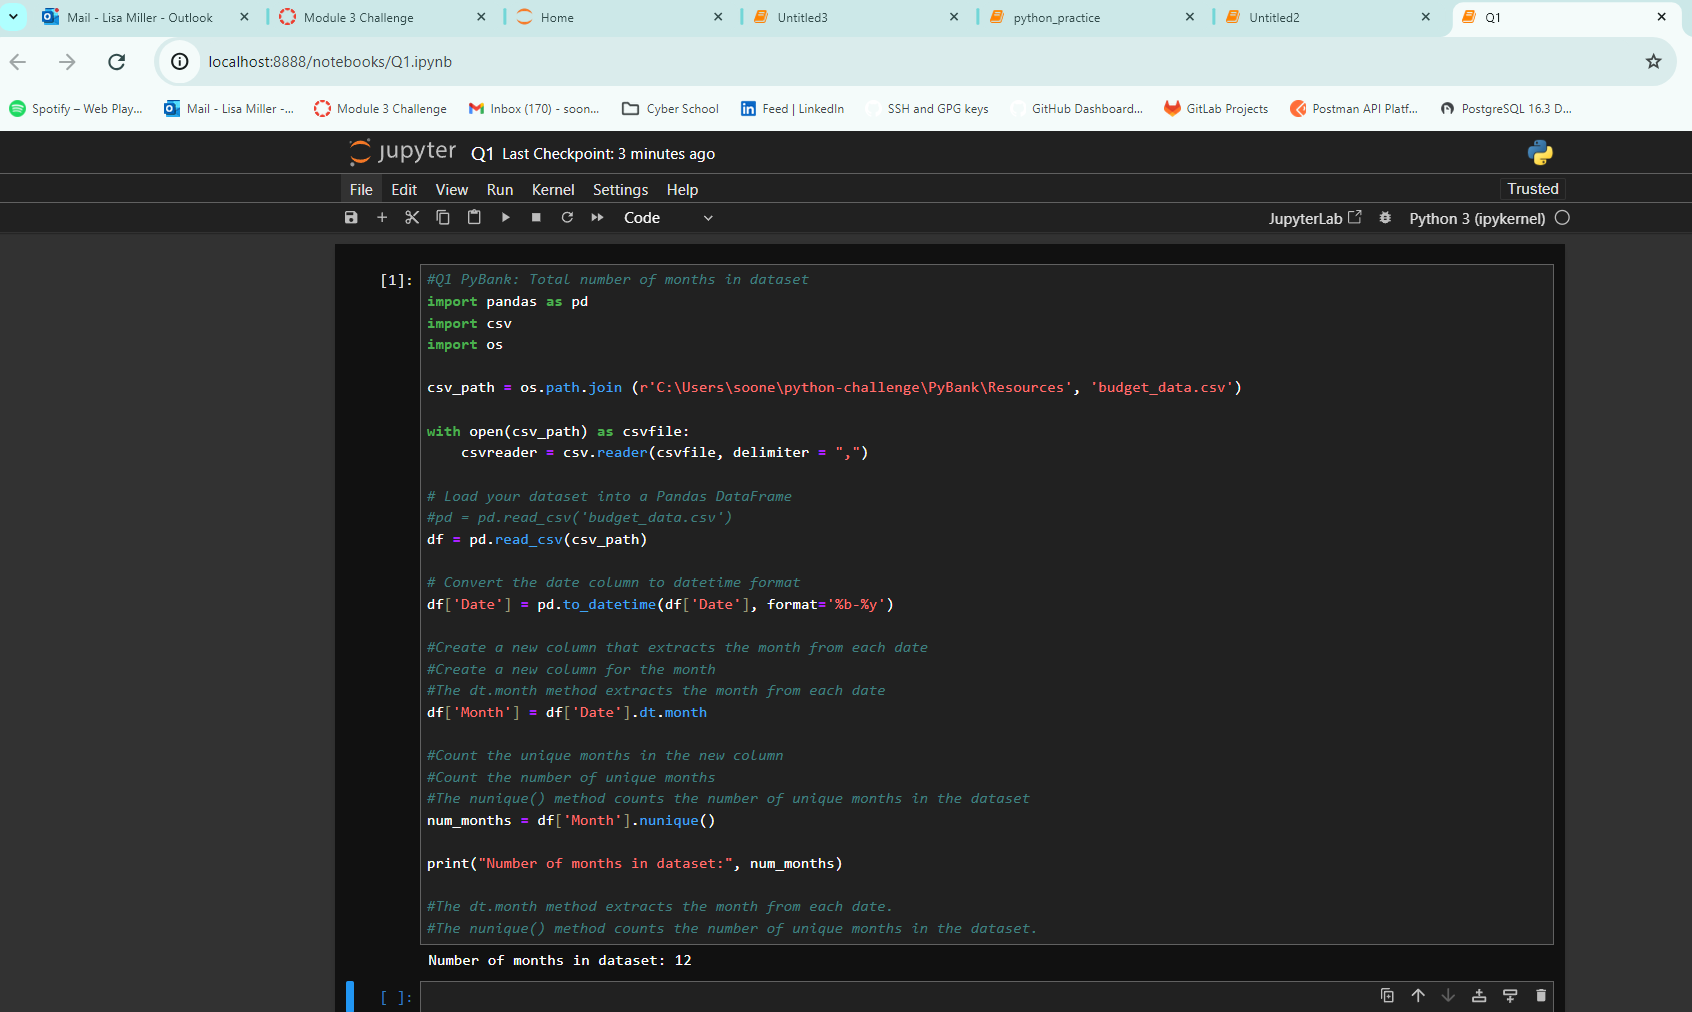 Mail - Lisa Miller - Outlook
Module 3 Challenge
Home
Untitled3
python_practice
Untitled2
Q1
localhost:8888/notebooks/Q1.ipynb
Spotify – Web Play...
Mail - Lisa Miller -...
Module 3 Challenge
Inbox (170) - soon...
Cyber School
Feed | LinkedIn
SSH and GPG keys
GitHub Dashboard...
GitLab Projects
Postman API Platf...
PostgreSQL 16.3 D...
jupyter Q1 Last Checkpoint: 3 minutes ago
File Edit View Run Kernel Settings Help
Trusted
Code
JupyterLab
Python 3 (ipykernel)
[1]:
#Q1 PyBank: Total number of months in dataset
import pandas as pd
import csv
import os
csv_path = os.path.join (r'C:\Users\soone\python-challenge\PyBank\Resources', 'budget_data.csv')
with open(csv_path) as csvfile:
    csvreader = csv.reader(csvfile, delimiter = ",")
# Load your dataset into a Pandas DataFrame
#pd = pd.read_csv('budget_data.csv')
df = pd.read_csv(csv_path)
# Convert the date column to datetime format
df['Date'] = pd.to_datetime(df['Date'], format='%b-%y')
#Create a new column that extracts the month from each date
#Create a new column for the month
#The dt.month method extracts the month from each date
df['Month'] = df['Date'].dt.month
#Count the unique months in the new column
#Count the number of unique months
#The nunique() method counts the number of unique months in the dataset
num_months = df['Month'].nunique()
print("Number of months in dataset:", num_months)
#The dt.month method extracts the month from each date.
#The nunique() method counts the number of unique months in the dataset.
Number of months in dataset: 12
[ ]: